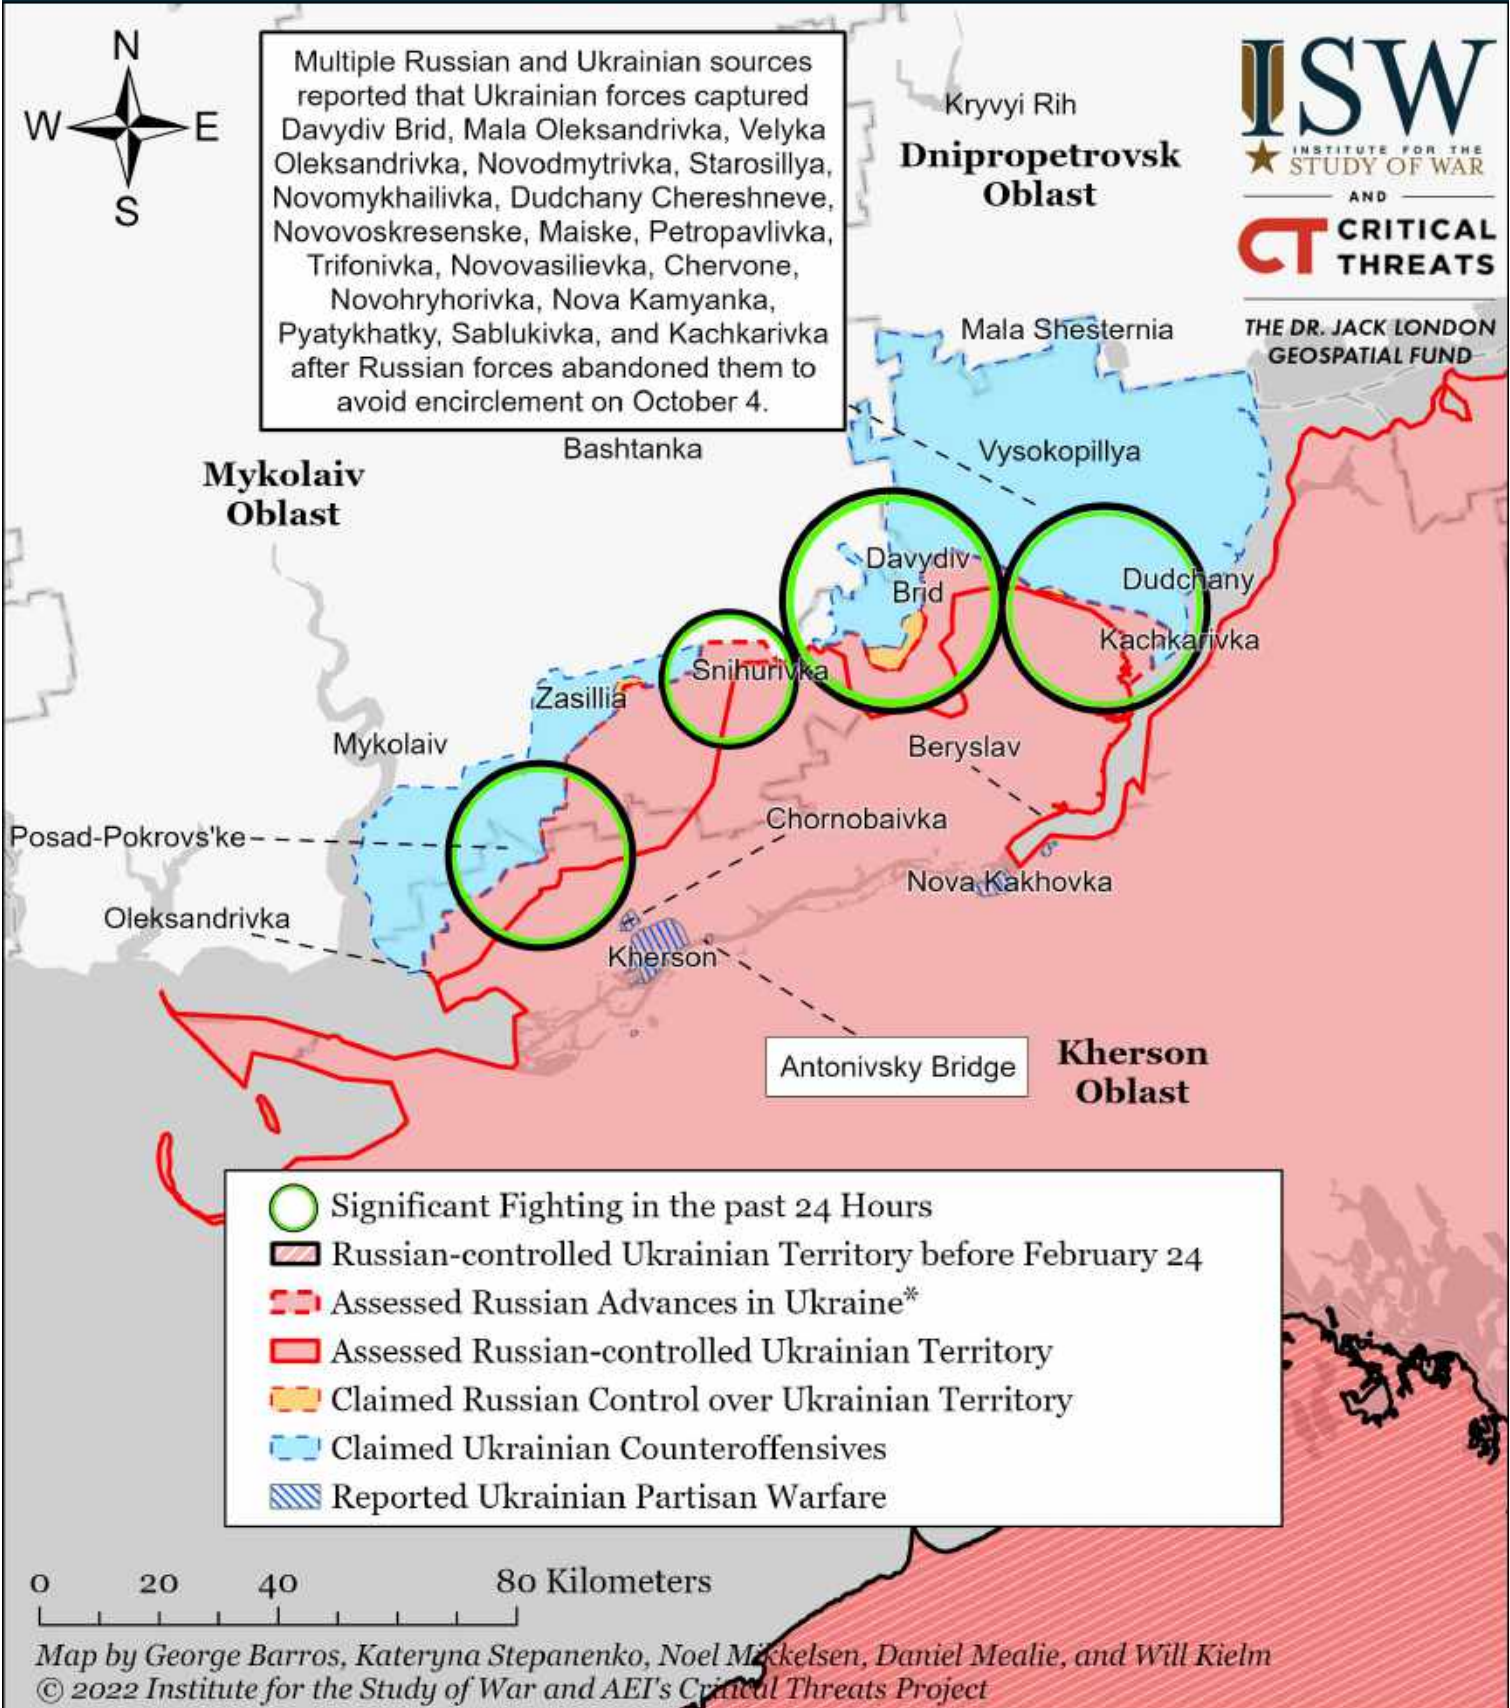 N
W E
S
Multiple Russian and Ukrainian sources
reported that Ukrainian forces captured
Davydiv Brid, Mala Oleksandrivka, Velyka
Oleksandrivka, Novodmytrivka, Starosillya,
Novomykhailivka, Dudchany Chereshneve,
Novovoskresenske, Maiske, Petropavlivka,
Trifonivka, Novovasilievka, Chervone,
Novohryhorivka, Nova Kamyanka,
Pyatykhatky, Sablukivka, and Kachkarivka
after Russian forces abandoned them to
avoid encirclement on October 4.
Kryvyi Rih
Dnipropetrovsk
Oblast
ISW
INSTITUTE FOR THE
STUDY OF WAR
AND
CT CRITICAL
THREATS
THE DR. JACK LONDON
GEOSPATIAL FUND
Mala Shesternia
Bashtanka
Vysokopillya
Mykolaiv
Oblast
Davydiv
Brid
Dudchany
Kachkarivka
Snihurivka
Zasillia
Mykolaiv
Beryslav
Chornobaivka
Posad-Pokrovs'ke
Nova Kakhovka
Oleksandrivka
Kherson
Antonivsky Bridge
Kherson
Oblast
Significant Fighting in the past 24 Hours
Russian-controlled Ukrainian Territory before February 24
Assessed Russian Advances in Ukraine*
Assessed Russian-controlled Ukrainian Territory
Claimed Russian Control over Ukrainian Territory
Claimed Ukrainian Counteroffensives
Reported Ukrainian Partisan Warfare
0 20 40 80 Kilometers
Map by George Barros, Kateryna Stepanenko, Noel Mikkelsen, Daniel Mealie, and Will Kielm
© 2022 Institute for the Study of War and AEI's Critical Threats Project